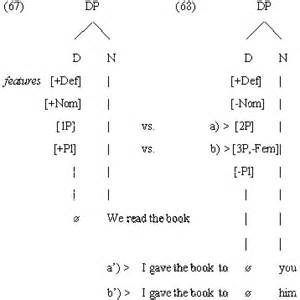 (67) DP (68) DP
D N D N
features [+Def] | [+Def] |
[+Nom] | [-Nom] |
[1P] | vs. a) > [2P] |
[+Pl] | vs. b) > [3P,-Fem] |
| | [-Pl] |
| | | |
ø We read the book | |
a') > I gave the book to ø you
b') > I gave the book to ø him